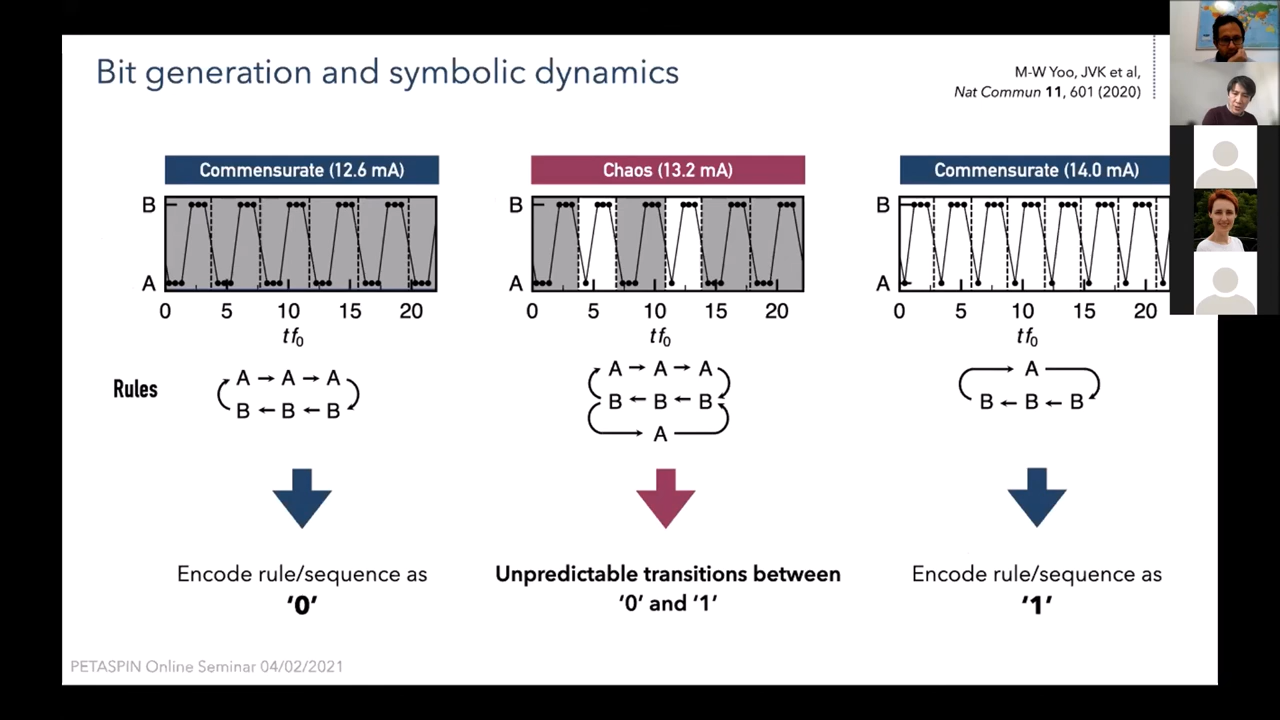 Bit generation and symbolic dynamics
M-W Yoo, JVK et al,
Nat Commun 11, 601 (2020)
Commensurate (12.6 mA)
B
A
0 5 10 15 20
tf₀
Chaos (13.2 mA)
B
A
0 5 10 15 20
tf₀
Commensurate (14.0 mA)
B
A
0 5 10 15 20
tf₀
Rules
A → A → A
B ← B ← B
A → A → A
B ← B ← B
A
A
B ← B ← B
Encode rule/sequence as
‘0’
Unpredictable transitions between
‘0’ and ‘1’
Encode rule/sequence as
‘1’
PETASPIN Online Seminar 04/02/2021